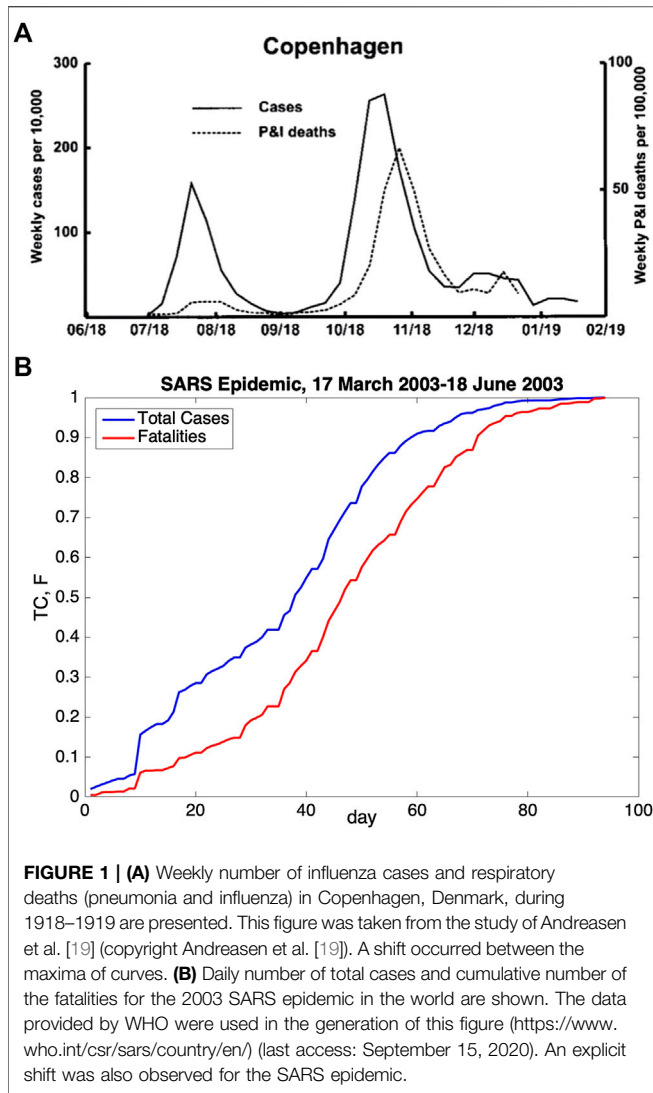 A
Copenhagen
300
200
100
Weekly cases per 10,000
Cases
P&I deaths
100
50
Weekly P&I deaths per 100,000
06/18 07/18 08/18 09/18 10/18 11/18 12/18 01/19 02/19
B
SARS Epidemic, 17 March 2003-18 June 2003
Total Cases
Fatalities
1
0.9
0.8
0.7
0.6
0.5
0.4
0.3
0.2
0.1
0
TC, F
0 20 40 60 80 100
day
FIGURE 1 | (A) Weekly number of influenza cases and respiratory
deaths (pneumonia and influenza) in Copenhagen, Denmark, during
1918–1919 are presented. This figure was taken from the study of Andreasen
et al. [19] (copyright Andreasen et al. [19]). A shift occurred between the
maxima of curves. (B) Daily number of total cases and cumulative number of
the fatalities for the 2003 SARS epidemic in the world are shown. The data
provided by WHO were used in the generation of this figure (https://www.
who.int/csr/sars/country/en/) (last access: September 15, 2020). An explicit
shift was also observed for the SARS epidemic.